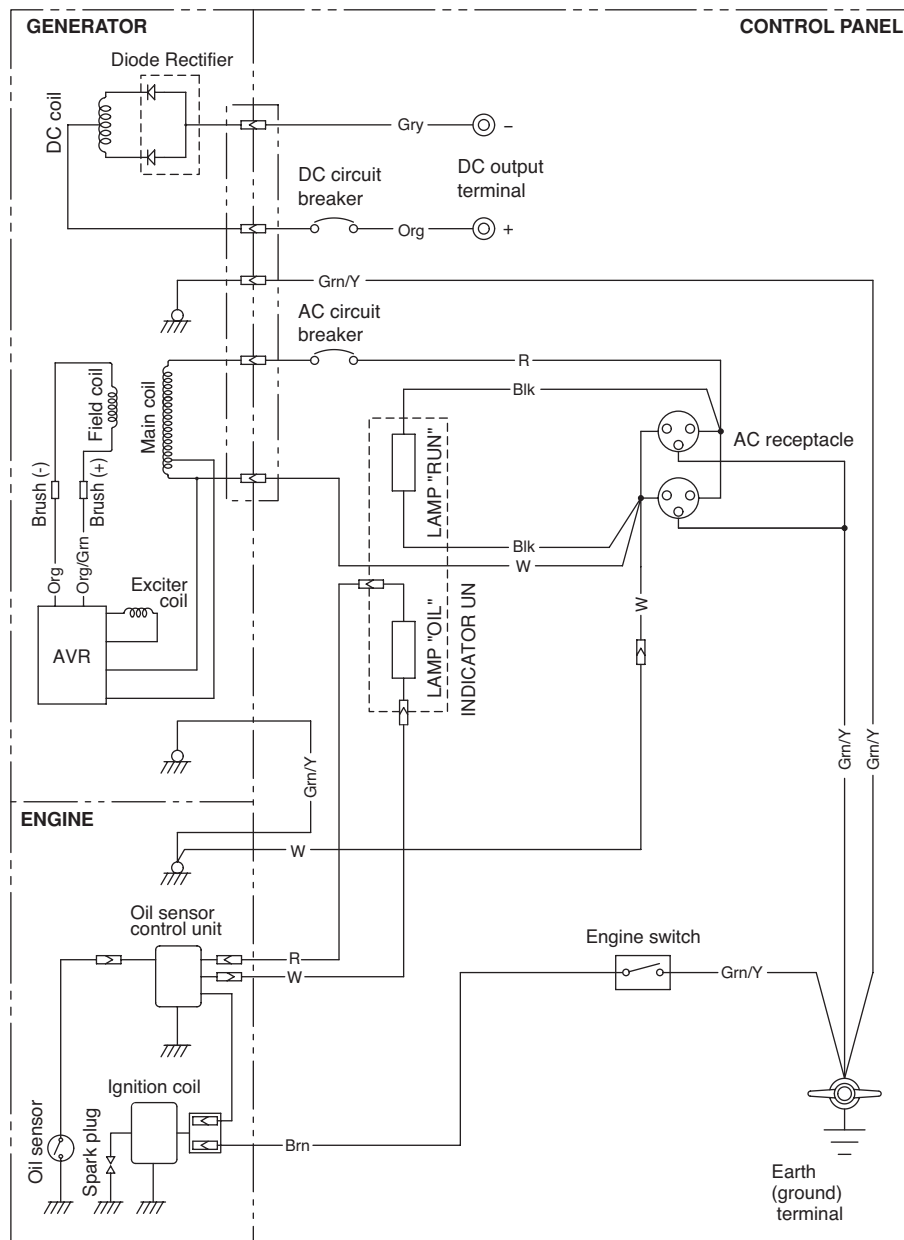 GENERATOR
CONTROL PANEL
Diode Rectifier
DC coil
Gry
−
DC output
terminal
DC circuit
breaker
Org
+
Grn/Y
AC circuit
breaker
R
Blk
Field coil
Main coil
LAMP "RUN"
AC receptacle
Brush (-)
Brush (+)
Blk
W
Org
Org/Grn
Exciter
coil
AVR
LAMP "OIL"
INDICATOR UN
W
Grn/Y
Grn/Y
Grn/Y
ENGINE
W
Oil sensor
control unit
R
W
Engine switch
Grn/Y
Ignition coil
Oil sensor
Spark plug
Brn
Earth
(ground)
terminal